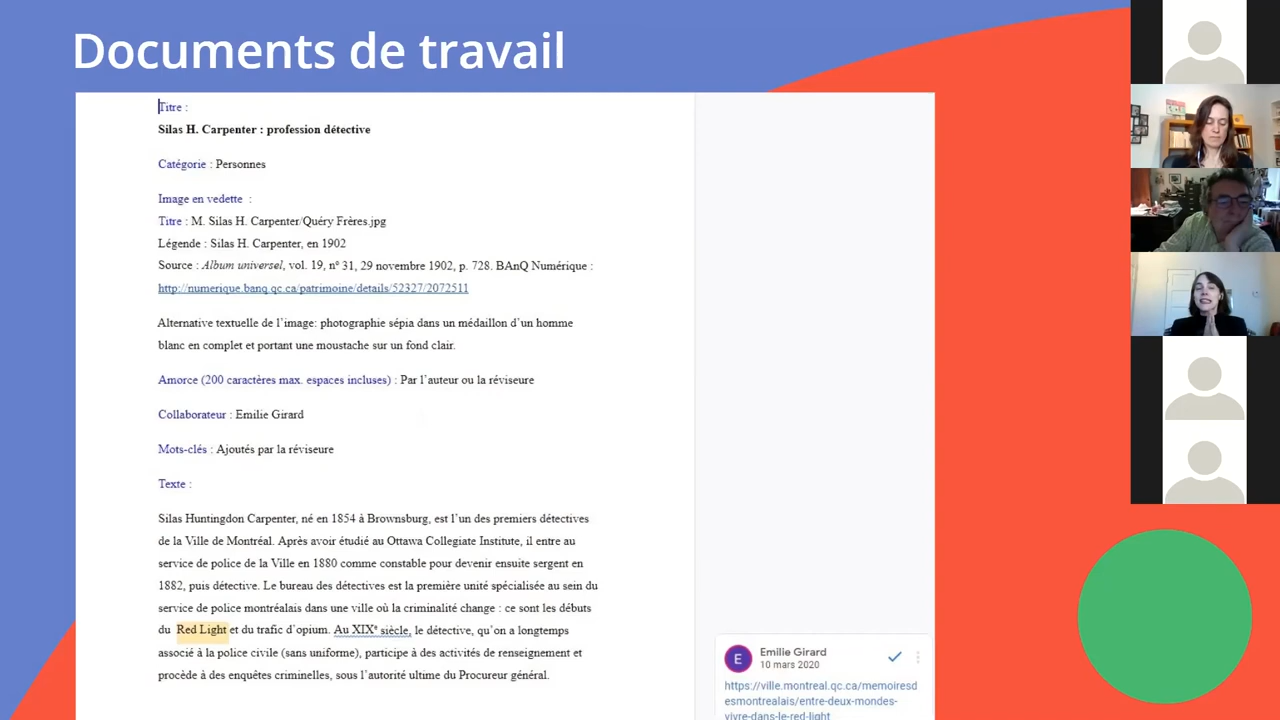 Documents de travail
Titre :
Silas H. Carpenter : profession détective
Catégorie : Personnes
Image en vedette :
Titre : M. Silas H. Carpenter/Quéry Frères.jpg
Légende : Silas H. Carpenter, en 1902
Source : Album universel, vol. 19, nº 31, 29 novembre 1902, p. 728. BAnQ Numérique :
http://numerique.banq.qc.ca/patrimoine/details/52327/2072511
Alternative textuelle de l'image: photographie sépia dans un médaillon d'un homme
blanc en complet et portant une moustache sur un fond clair.
Amorce (200 caractères max. espaces incluses) : Par l'auteur ou la réviseure
Collaborateur : Emilie Girard
Mots-clés : Ajoutés par la réviseure
Texte :
Silas Huntingdon Carpenter, né en 1854 à Brownsburg, est l'un des premiers détectives
de la Ville de Montréal. Après avoir étudié au Ottawa Collegiate Institute, il entre au
service de police de la Ville en 1880 comme constable pour devenir ensuite sergent en
1882, puis détective. Le bureau des détectives est la première unité spécialisée au sein du
service de police montréalais dans une ville où la criminalité change : ce sont les débuts
du Red Light et du trafic d'opium. Au XIXᵉ siècle, le détective, qu'on a longtemps
associé à la police civile (sans uniforme), participe à des activités de renseignement et
procède à des enquêtes criminelles, sous l'autorité ultime du Procureur général.
E
Emilie Girard
10 mars 2020
https://ville.montreal.qc.ca/memoiresd
esmontrealais/entre-deux-mondes-
vivre-dans-le-red-light